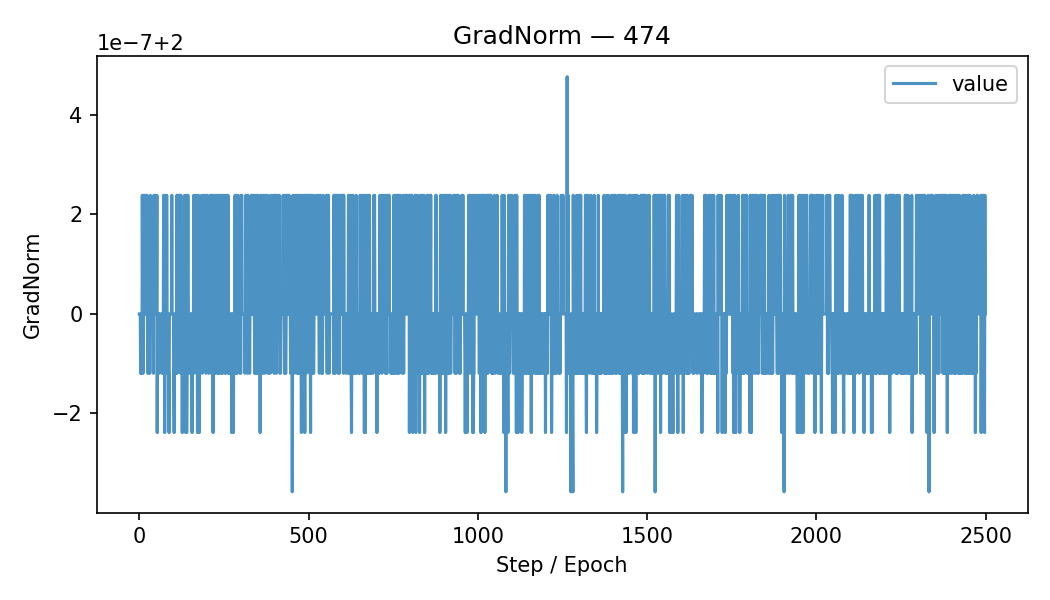 GradNorm — 474
1e−7+2
value
GradNorm
4
2
0
−2
0
500
1000
1500
2000
2500
Step / Epoch